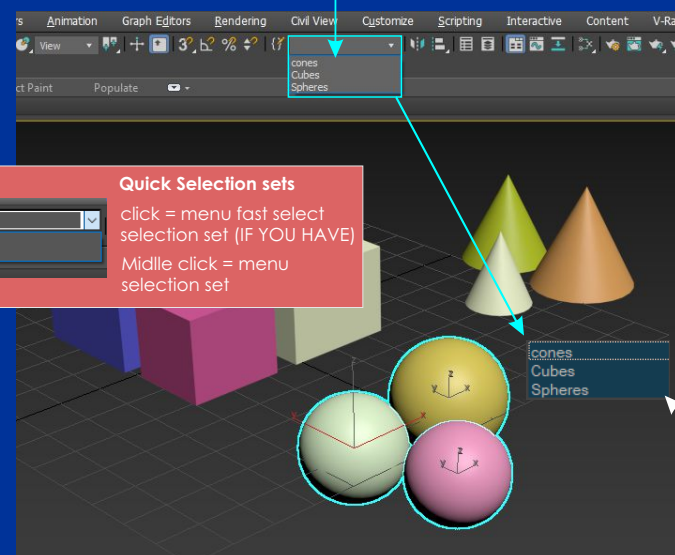 Animation Graph Editors Rendering Civil View Customize Scripting Interactive Content V-Ra
View
cones
Cubes
Spheres
ct Paint Populate
Quick Selection sets
click = menu fast select
selection set (IF YOU HAVE)
Midlle click = menu
selection set
cones
Cubes
Spheres
z
y x
z
x
z
y x